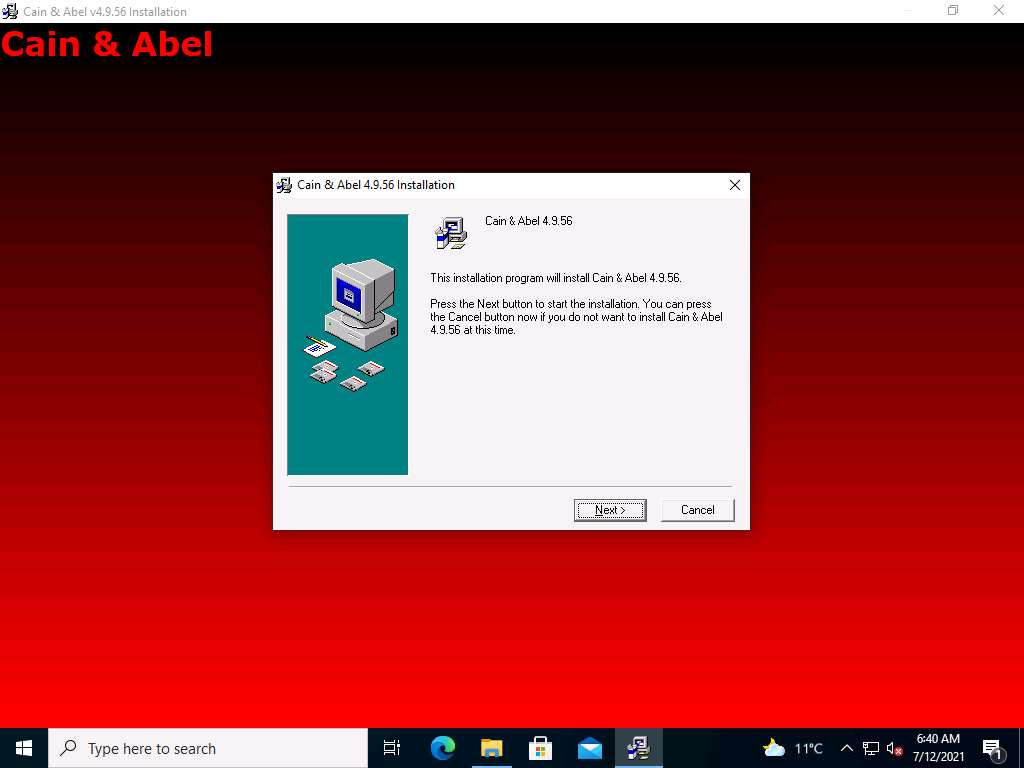 Cain & Abel v4.9.56 Installation
Cain & Abel
Cain & Abel 4.9.56 Installation
Cain & Abel 4.9.56
This installation program will install Cain & Abel 4.9.56.
Press the Next button to start the installation. You can press
the Cancel button now if you do not want to install Cain & Abel
4.9.56 at this time.
Next >
Cancel
Type here to search
11°C
6:40 AM
7/12/2021
1